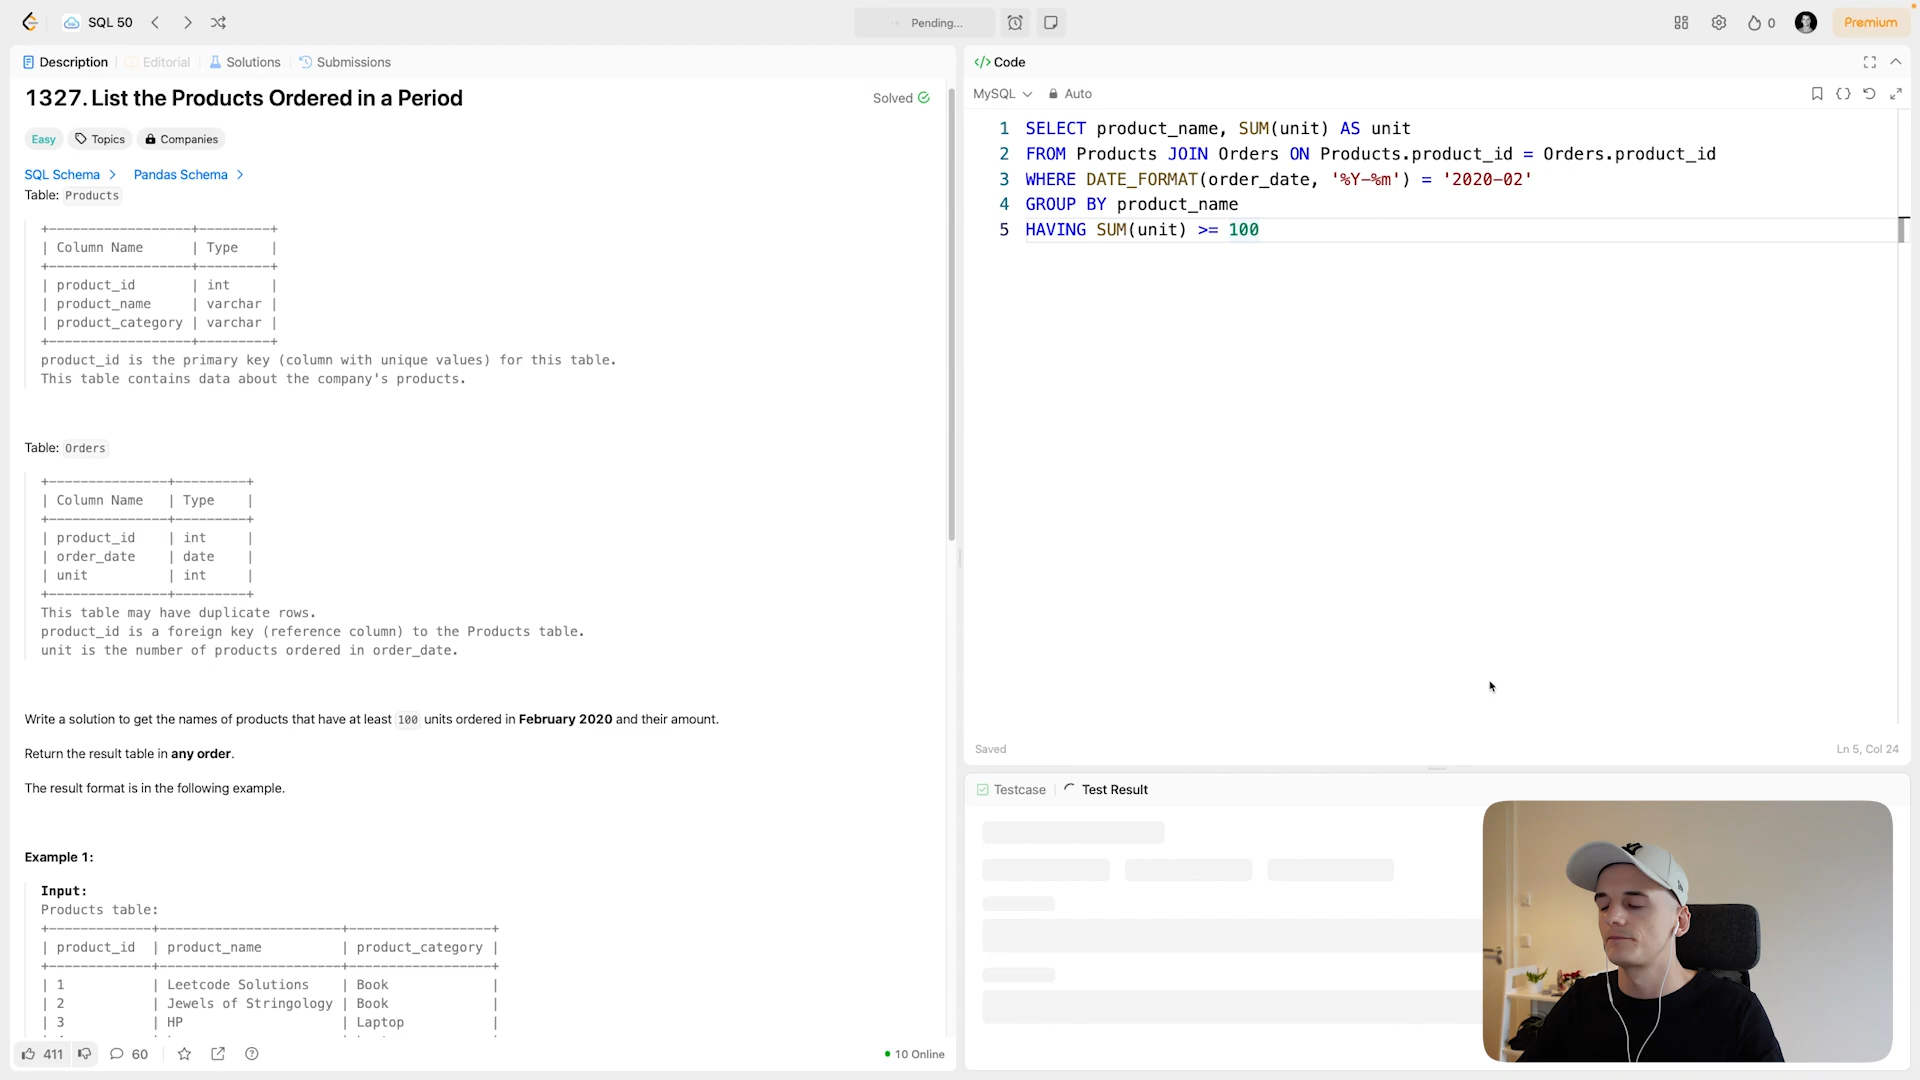 SQL 50
Pending...
0
Premium
Description
Editorial
Solutions
Submissions
1327. List the Products Ordered in a Period
Solved
Easy
Topics
Companies
SQL Schema
Pandas Schema
Table: Products
+------------------+---------+
| Column Name      | Type    |
+------------------+---------+
| product_id       | int     |
| product_name     | varchar |
| product_category | varchar |
+------------------+---------+
product_id is the primary key (column with unique values) for this table.
This table contains data about the company's products.
Table: Orders
+---------------+---------+
| Column Name   | Type    |
+---------------+---------+
| product_id    | int     |
| order_date    | date    |
| unit          | int     |
+---------------+---------+
This table may have duplicate rows.
product_id is a foreign key (reference column) to the Products table.
unit is the number of products ordered in order_date.
Write a solution to get the names of products that have at least 100 units ordered in February 2020 and their amount.
Return the result table in any order.
The result format is in the following example.
Example 1:
Input:
Products table:
+-------------+-----------------------+------------------+
| product_id  | product_name          | product_category |
+-------------+-----------------------+------------------+
| 1           | Leetcode Solutions    | Book             |
| 2           | Jewels of Stringology | Book             |
| 3           | HP                    | Laptop           |
411
60
10 Online
</> Code
MySQL
Auto
1 SELECT product_name, SUM(unit) AS unit
2 FROM Products JOIN Orders ON Products.product_id = Orders.product_id
3 WHERE DATE_FORMAT(order_date, '%Y-%m') = '2020-02'
4 GROUP BY product_name
5 HAVING SUM(unit) >= 100
Saved
Ln 5, Col 24
Testcase
Test Result